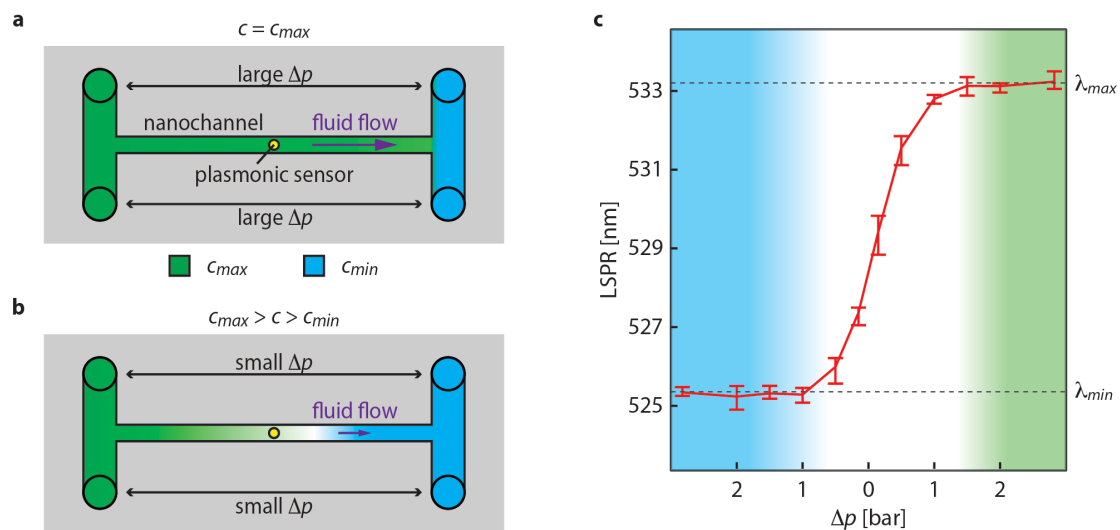 a
c = cmax
large Δp
nanochannel
fluid flow
plasmonic sensor
large Δp
cmax
cmin
b
cmax > c > cmin
small Δp
fluid flow
small Δp
c
533
531
529
527
525
LSPR [nm]
λmax
λmin
2
1
0
1
2
Δp [bar]